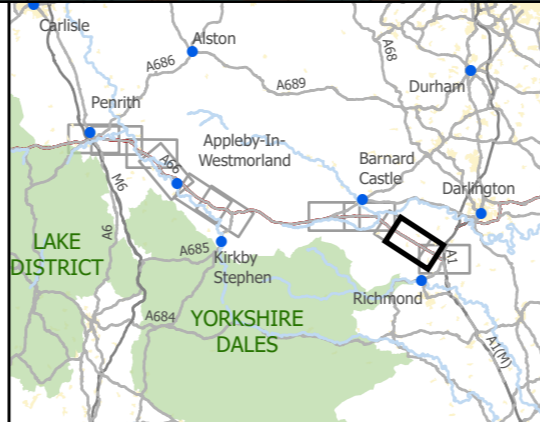 Carlisle
Alston
A686
A68
A689
Durham
Penrith
Appleby-In-
Westmorland
Barnard
Castle
Darlington
A66
M6
A6
LAKE
DISTRICT
A685
Kirkby
Stephen
A1
Richmond
A684
YORKSHIRE
DALES
A1(M)